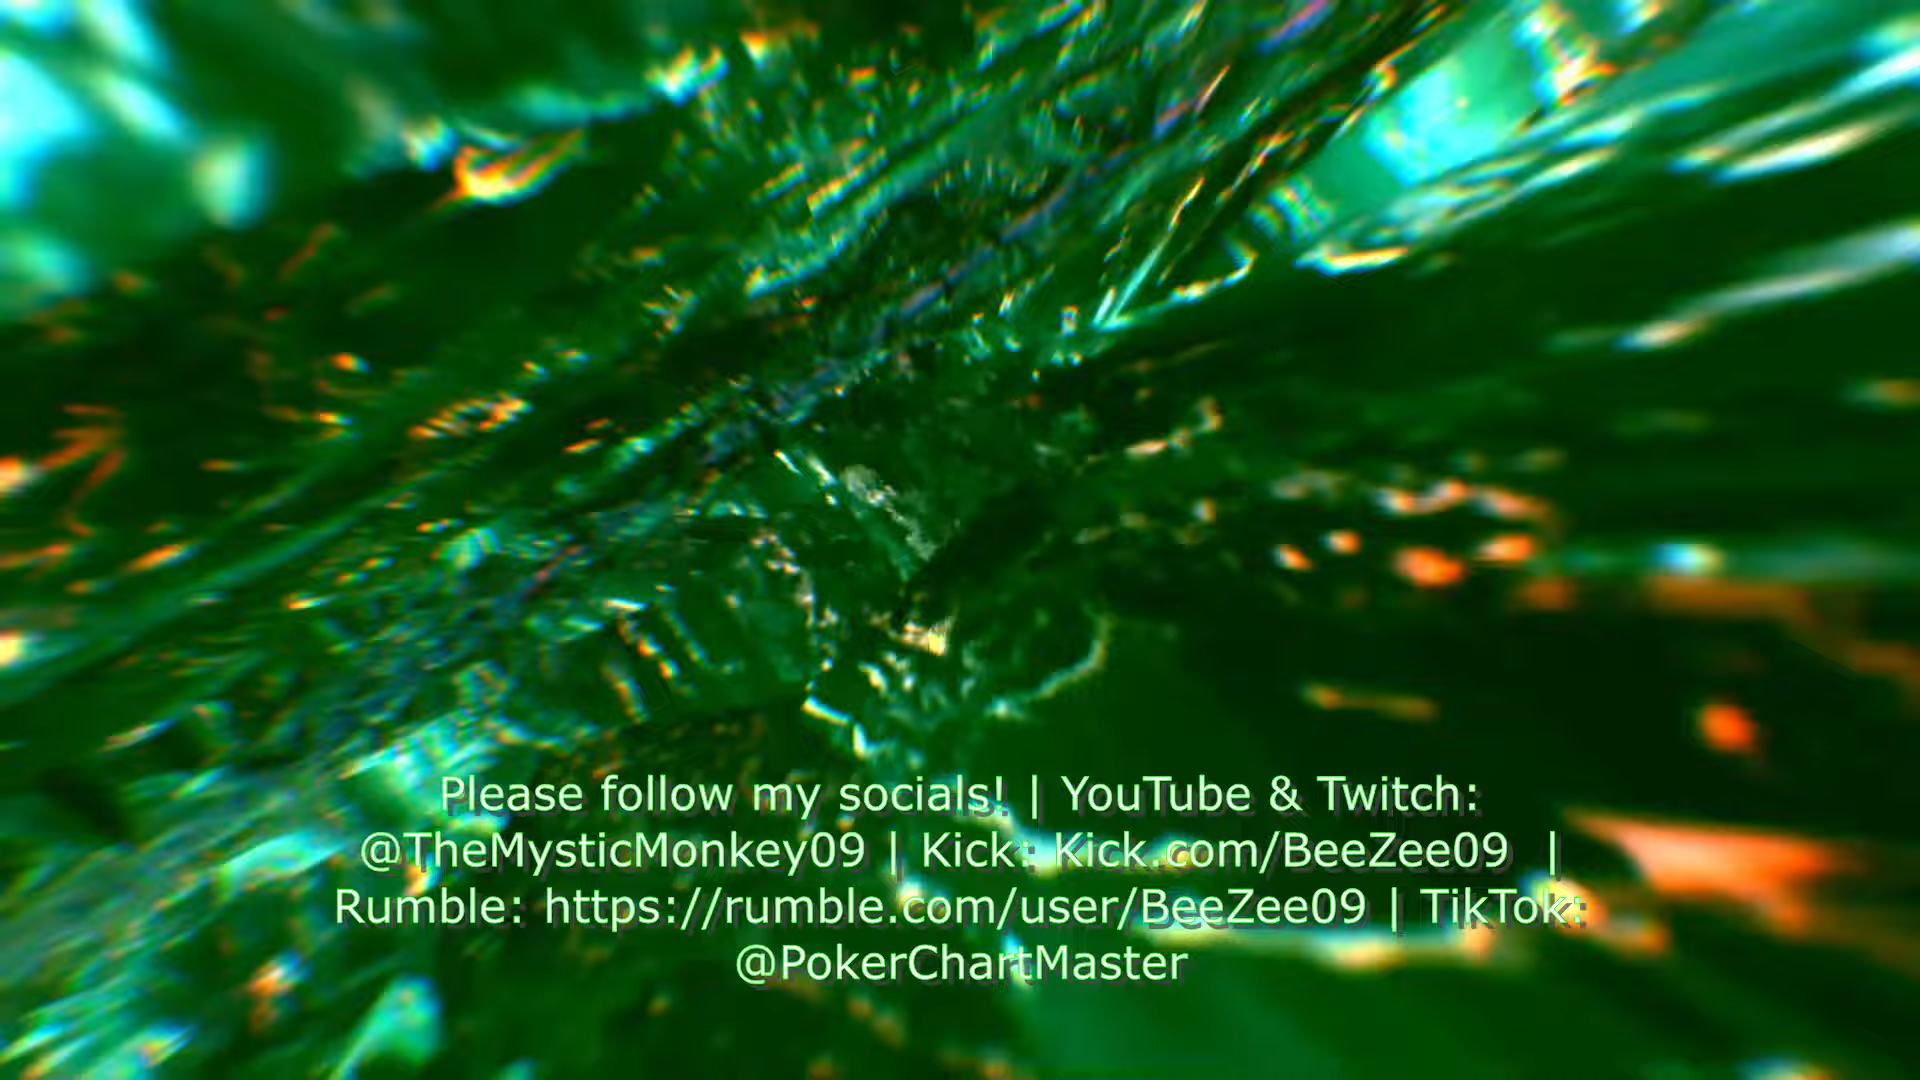 Please follow my socials! | YouTube & Twitch:
@TheMysticMonkey09 | Kick: Kick.com/BeeZee09 |
Rumble: https://rumble.com/user/BeeZee09 | TikTok:
@PokerChartMaster